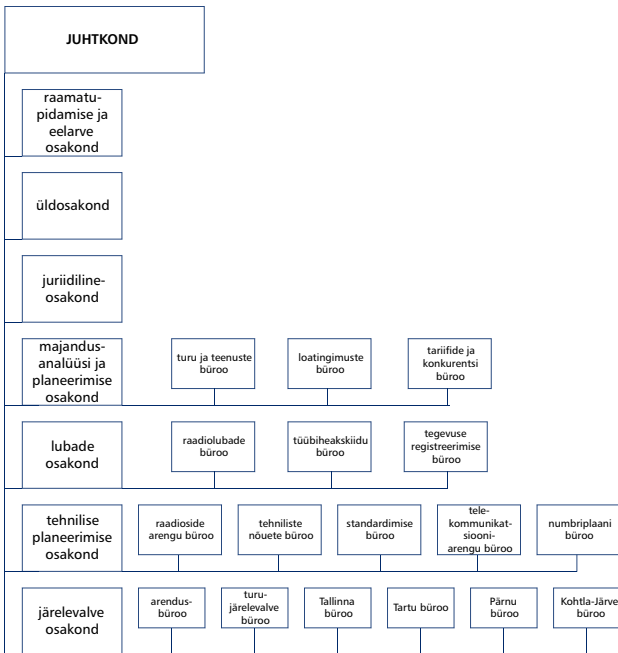 JUHTKOND
raamatu-
pidamise ja
eelarve
osakond
üldosakond
juriidiline-
osakond
majandus-
analüüsi ja
planeerimise
osakond
turu ja teenuste
büroo
loatingimuste
büroo
tariifide ja
konkurentsi
büroo
lubade
osakond
raadiolubade
büroo
tüübiheakskiidu
büroo
tegevuse
registreerimise
büroo
tehnilise
planeerimise
osakond
raadioside
arengu büroo
tehniliste
nõuete büroo
standardimise
büroo
tele-
kommunikat-
siooni-
arengu büroo
numbriplaani
büroo
järelevalve
osakond
arendus-
büroo
turu-
järelevalve
büroo
Tallinna
büroo
Tartu büroo
Pärnu
büroo
Kohtla-Järve
büroo